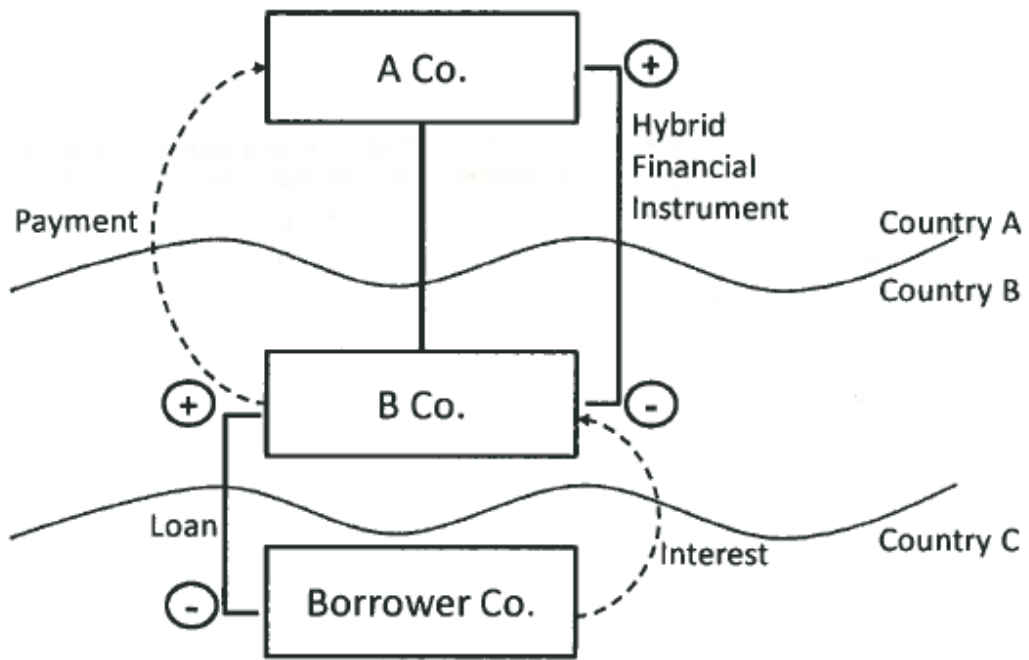 A Co.
+
Hybrid
Financial
Instrument
Payment
Country A
Country B
+
B Co.
-
Loan
Interest
Country C
-
Borrower Co.